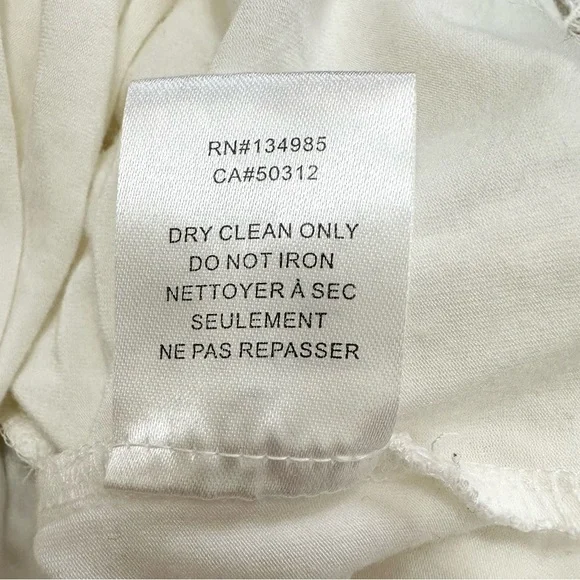 RN#134985
CA#50312
DRY CLEAN ONLY
DO NOT IRON
NETTOYER À SEC
SEULEMENT
NE PAS REPASSER